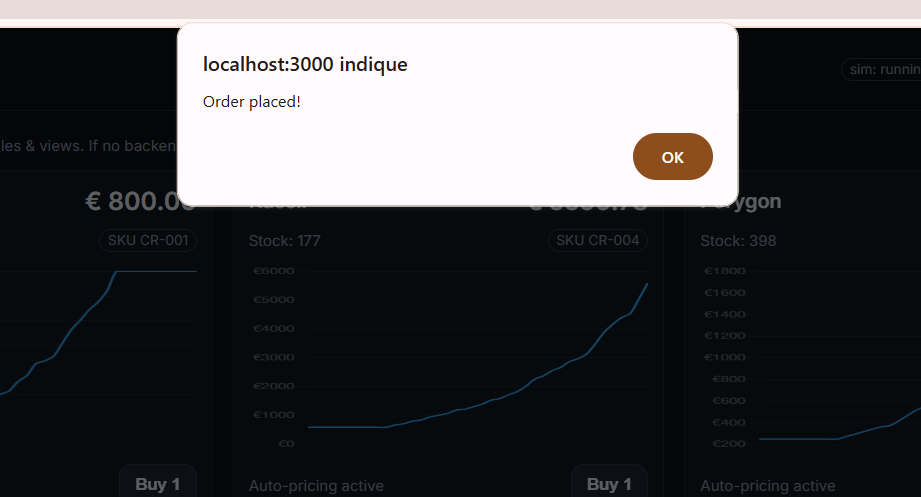 localhost:3000 indique
Order placed!
OK
sim: runnin
les & views. If no backen
€ 800.0
SKU CR-001
Buy 1
Stock: 177
SKU CR-004
€6000
€5000
€4000
€3000
€2000
€1000
€0
Auto-pricing active
Buy 1
ygon
Stock: 398
€1800
€1600
€1400
€1200
€1000
€800
€600
€400
€200
Auto-pricing active